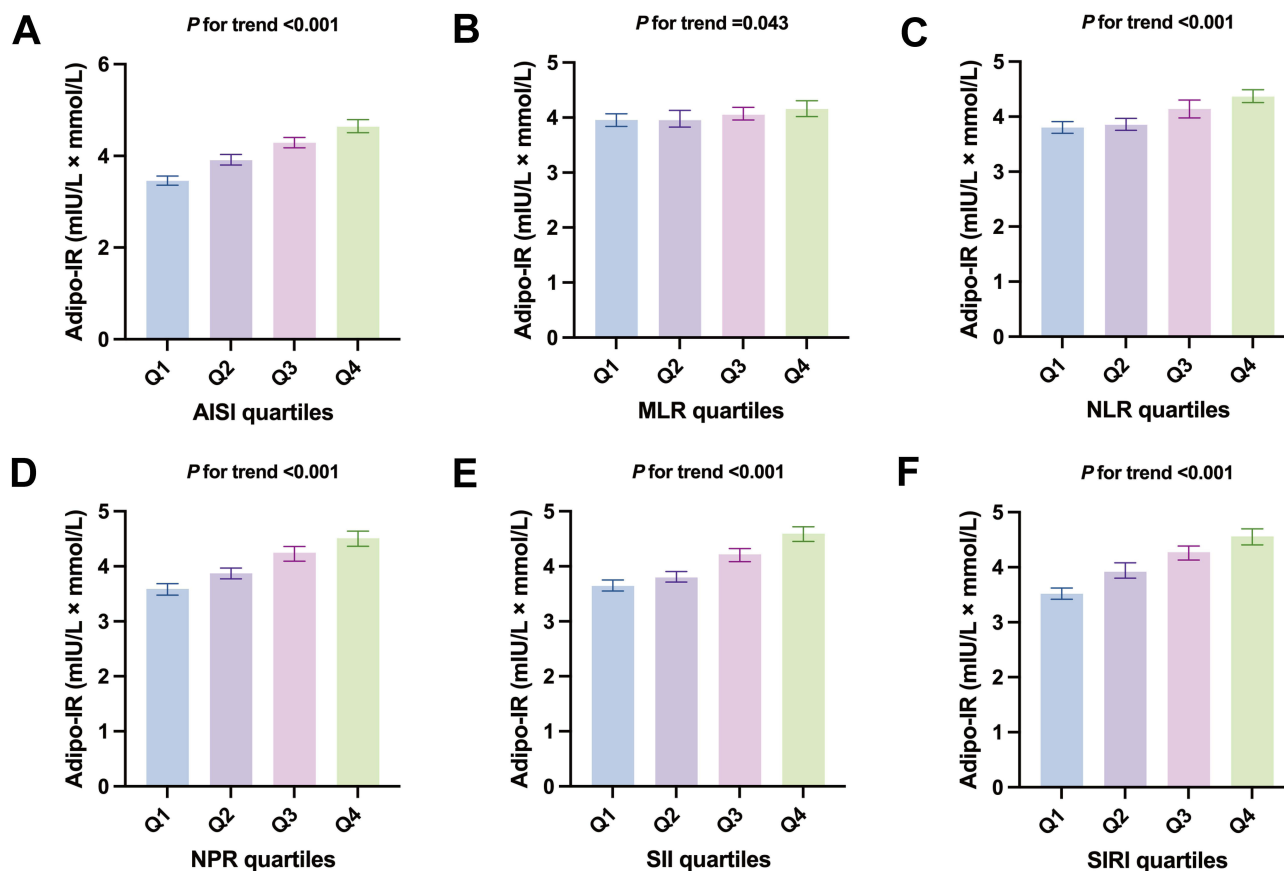 A
P for trend <0.001
Adipo-IR (mIU/L × mmol/L)
6
4
2
0
Q1
Q2
Q3
Q4
AISI quartiles
B
P for trend =0.043
Adipo-IR (mIU/L × mmol/L)
5
4
3
2
1
0
Q1
Q2
Q3
Q4
MLR quartiles
C
P for trend <0.001
Adipo-IR (mIU/L × mmol/L)
5
4
3
2
1
0
Q1
Q2
Q3
Q4
NLR quartiles
D
P for trend <0.001
Adipo-IR (mIU/L × mmol/L)
5
4
3
2
1
0
Q1
Q2
Q3
Q4
NPR quartiles
E
P for trend <0.001
Adipo-IR (mIU/L × mmol/L)
5
4
3
2
1
0
Q1
Q2
Q3
Q4
SII quartiles
F
P for trend <0.001
Adipo-IR (mIU/L × mmol/L)
5
4
3
2
1
0
Q1
Q2
Q3
Q4
SIRI quartiles